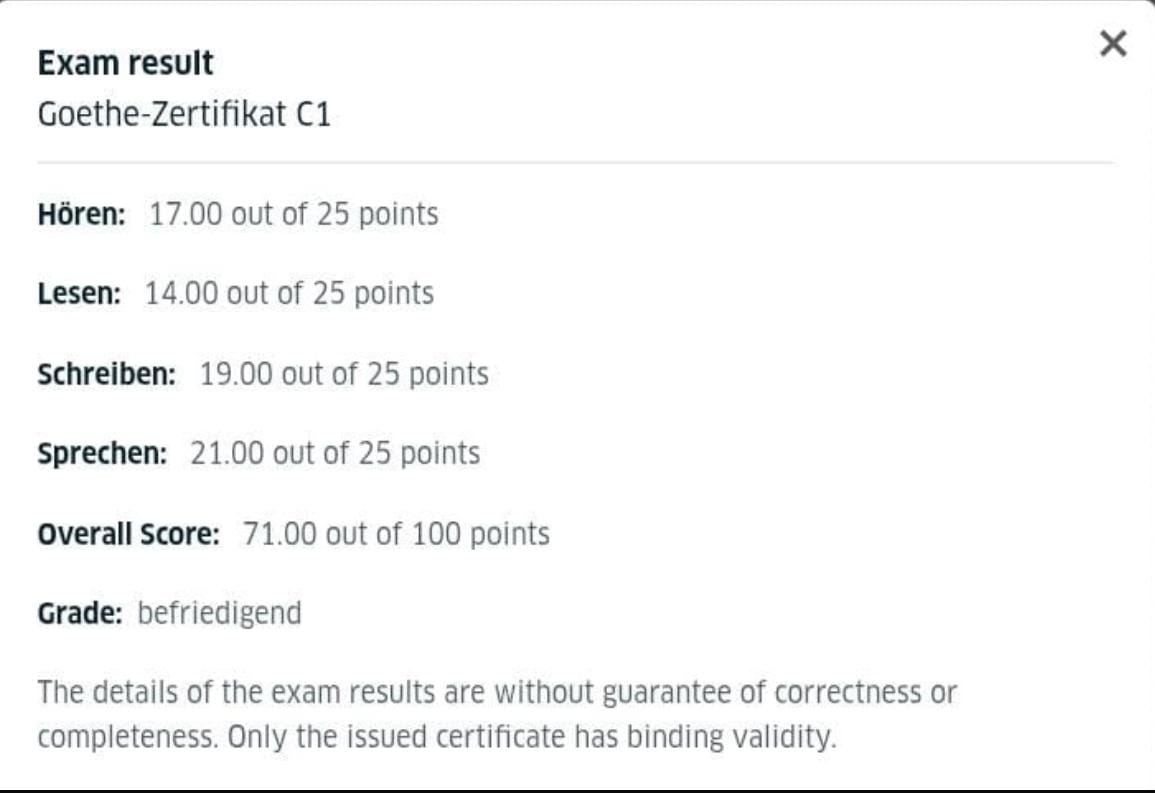 Exam result
Goethe-Zertifikat C1
Hören: 17.00 out of 25 points
Lesen: 14.00 out of 25 points
Schreiben: 19.00 out of 25 points
Sprechen: 21.00 out of 25 points
Overall Score: 71.00 out of 100 points
Grade: befriedigend
The details of the exam results are without guarantee of correctness or
completeness. Only the issued certificate has binding validity.